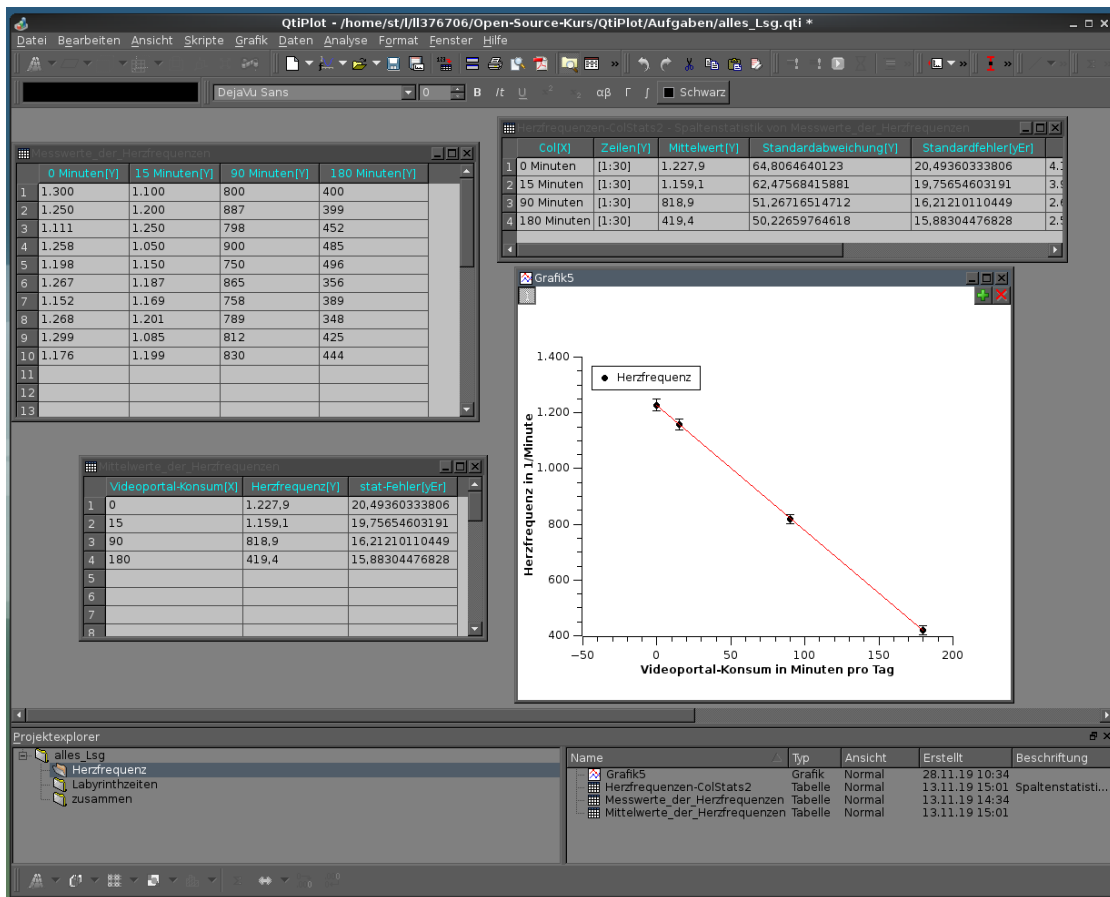 QtiPlot - /home/st/l/ll376706/Open-Source-Kurs/QtiPlot/Aufgaben/alles_Lsg.qti *
Datei Bearbeiten Ansicht Skripte Grafik Daten Analyse Format Fenster Hilfe
DejaVu Sans 0 B It U αβ Γ ∫ Schwarz
Messwerte_der_Herzfrequenzen
0 Minuten[Y] 15 Minuten[Y] 90 Minuten[Y] 180 Minuten[Y]
1 1.300 1.100 800 400
2 1.250 1.200 887 399
3 1.111 1.250 798 452
4 1.258 1.050 900 485
5 1.198 1.150 750 496
6 1.267 1.187 865 356
7 1.152 1.169 758 389
8 1.268 1.201 789 348
9 1.299 1.085 812 425
10 1.176 1.199 830 444
11
12
13
Herzfrequenzen-ColStats2 - Spaltenstatistik von Messwerte_der_Herzfrequenzen
Col[X] Zeilen[Y] Mittelwert[Y] Standardabweichung[Y] Standardfehler[yEr]
1 0 Minuten [1:30] 1.227,9 64,8064640123 20,49360333806
2 15 Minuten [1:30] 1.159,1 62,47568415881 19,75654603191
3 90 Minuten [1:30] 818,9 51,26716514712 16,21210110449
4 180 Minuten [1:30] 419,4 50,22659764618 15,88304476828
Mittelwerte_der_Herzfrequenzen
Videoportal-Konsum[X] Herzfrequenz[Y] stat-Fehler[yEr]
1 0 1.227,9 20,49360333806
2 15 1.159,1 19,75654603191
3 90 818,9 16,21210110449
4 180 419,4 15,88304476828
5
6
7
8
Grafik5
1
Herzfrequenz
Herzfrequenz in 1/Minute
1.400
1.200
1.000
800
600
400
−50 0 50 100 150 200
Videoportal-Konsum in Minuten pro Tag
Projektexplorer
alles_Lsg
Herzfrequenz
Labyrinthzeiten
zusammen
Name Typ Ansicht Erstellt Beschriftung
Grafik5 Grafik Normal 28.11.19 10:34
Herzfrequenzen-ColStats2 Tabelle Normal 13.11.19 15:01 Spaltenstatisti...
Messwerte_der_Herzfrequenzen Tabelle Normal 13.11.19 14:34
Mittelwerte_der_Herzfrequenzen Tabelle Normal 13.11.19 15:01